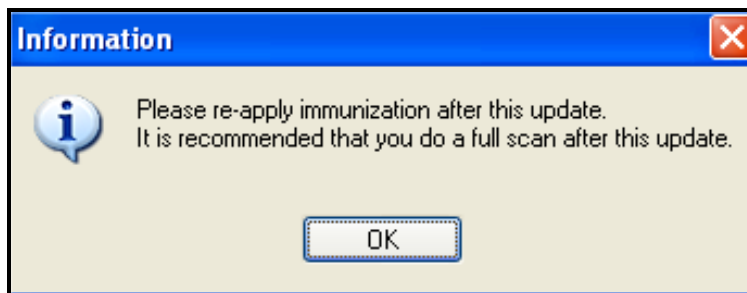 Information
Please re-apply immunization after this update.
It is recommended that you do a full scan after this update.
OK